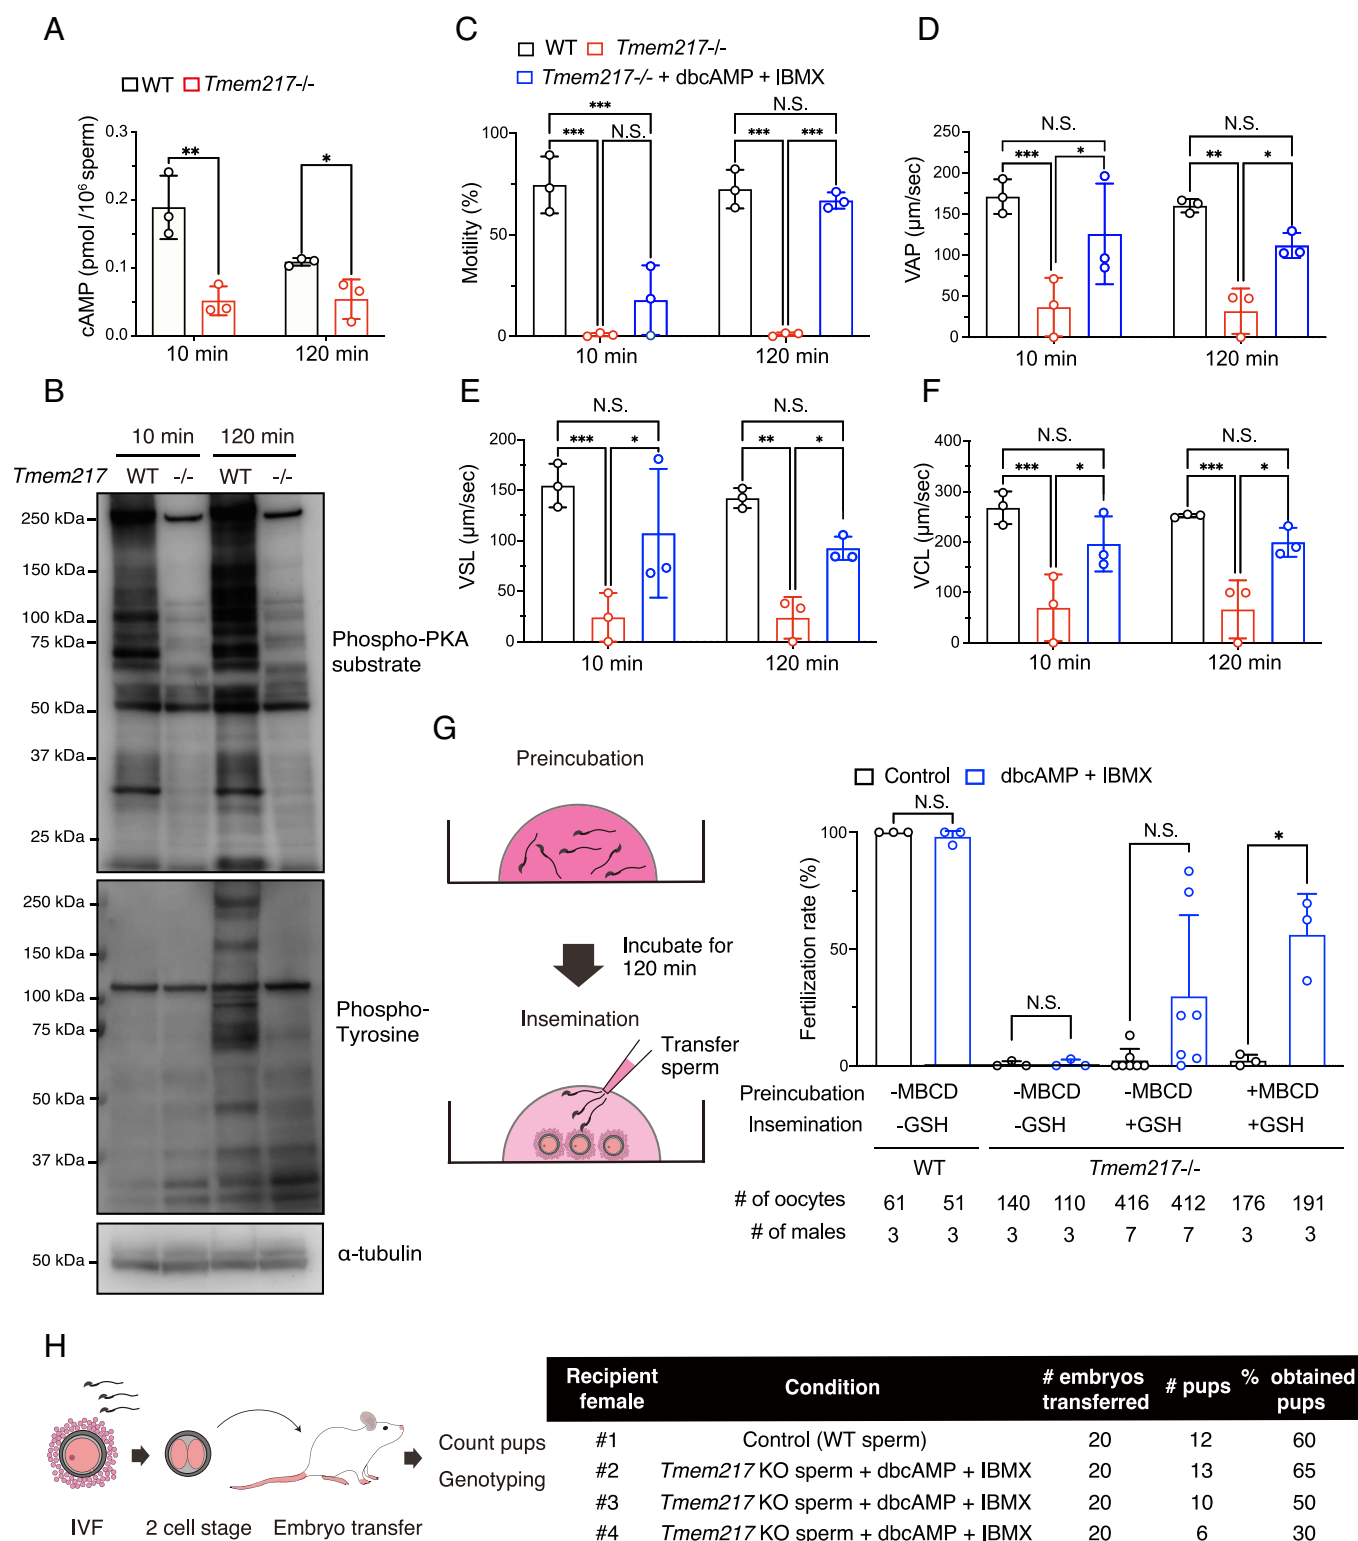 A
WT Tmem217-/-
cAMP (pmol /10⁶ sperm)
0.3
0.2
0.1
0.0
** *
10 min 120 min
B
10 min 120 min
Tmem217 WT -/- WT -/-
250 kDa
150 kDa
100 kDa
75 kDa
50 kDa
37 kDa
25 kDa
Phospho-PKA
substrate
250 kDa
150 kDa
100 kDa
75 kDa
50 kDa
37 kDa
Phospho-
Tyrosine
50 kDa
α-tubulin
C
WT Tmem217-/-
Tmem217-/- + dbcAMP + IBMX
Motility (%)
100
50
0
*** N.S.
*** N.S. *** ***
10 min 120 min
D
VAP (μm/sec)
250
200
150
100
50
0
N.S. N.S.
*** * ** *
10 min 120 min
E
VSL (μm/sec)
200
150
100
50
0
N.S. N.S.
*** * ** *
10 min 120 min
F
VCL (μm/sec)
400
300
200
100
0
N.S. N.S.
*** * *** *
10 min 120 min
G
Preincubation
Incubate for
120 min
Insemination
Transfer
sperm
Control dbcAMP + IBMX
Fertilization rate (%)
100
50
0
N.S. N.S. N.S. *
Preincubation -MBCD -MBCD -MBCD +MBCD
Insemination -GSH -GSH +GSH +GSH
WT Tmem217-/-
# of oocytes 61 51 140 110 416 412 176 191
# of males 3 3 3 3 7 7 3 3
H
IVF
2 cell stage
Embryo transfer
Count pups
Genotyping
Recipient female Condition # embryos transferred # pups % obtained pups
#1 Control (WT sperm) 20 12 60
#2 Tmem217 KO sperm + dbcAMP + IBMX 20 13 65
#3 Tmem217 KO sperm + dbcAMP + IBMX 20 10 50
#4 Tmem217 KO sperm + dbcAMP + IBMX 20 6 30